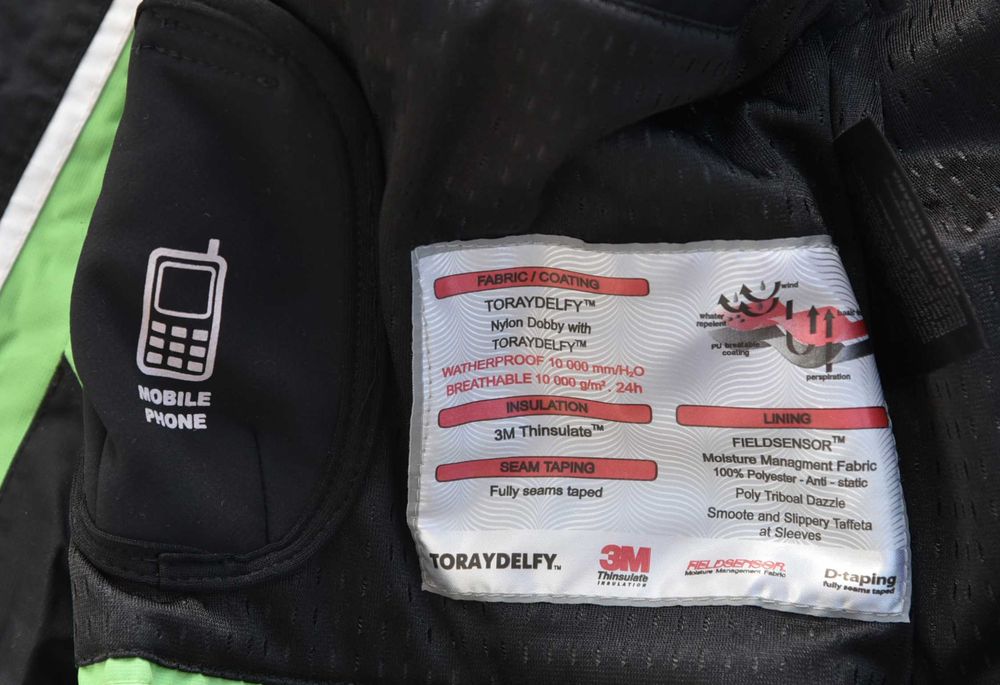 MOBILE
PHONE
FABRIC / COATING
TORAYDELFY™
Nylon Dobby with
TORAYDELFY™
WATHERPROOF 10 000 mm/H₂O
BREATHABLE 10 000 g/m². 24h
INSULATION
3M Thinsulate™
SEAM TAPING
Fully seams taped
wind
whater
repelent
PU breatable
coating
perspiration
LINING
FIELDSENSOR™
Moisture Managment Fabric
100% Polyester - Anti - static
Poly Triboal Dazzle
Smoote and Slippery Taffeta
at Sleeves
TORAYDELFY™
3M
Thinsulate
INSULATION
FIELDSENSOR
Moisture Management Fabric
D-taping
fully seams taped